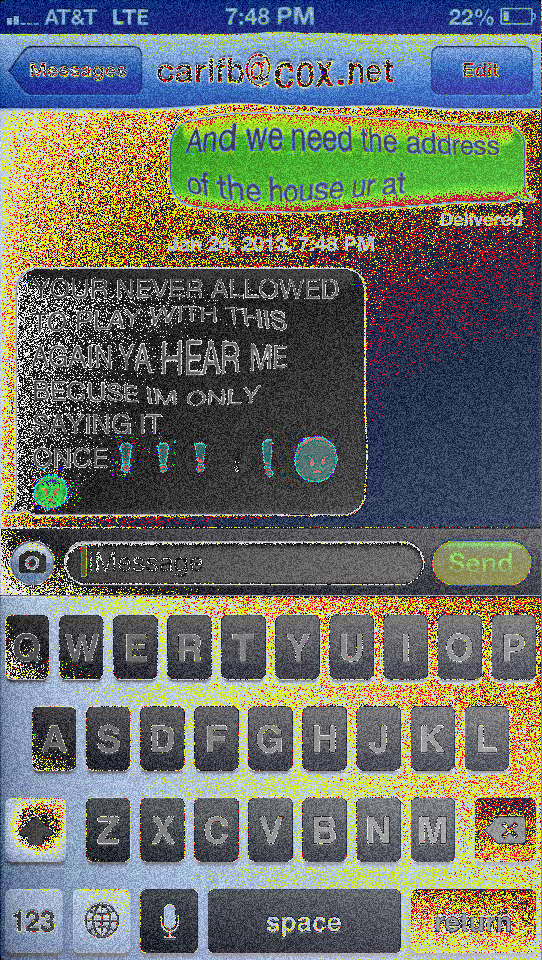 AT&T LTE 7:48 PM 22%
Messages carlfb@cox.net Edit
And we need the address
of the house ur at
Delivered
Jan 24, 2013, 7:48 PM
YOUR NEVER ALLOWED
TO PLAY WITH THIS
AGAIN YA HEAR ME
BECUSE IM ONLY
SAYING IT
ONCE❗❗❗.❗😡
😡
iMessage Send
Q W E R T Y U I O P
A S D F G H J K L
Z X C V B N M
123 space return